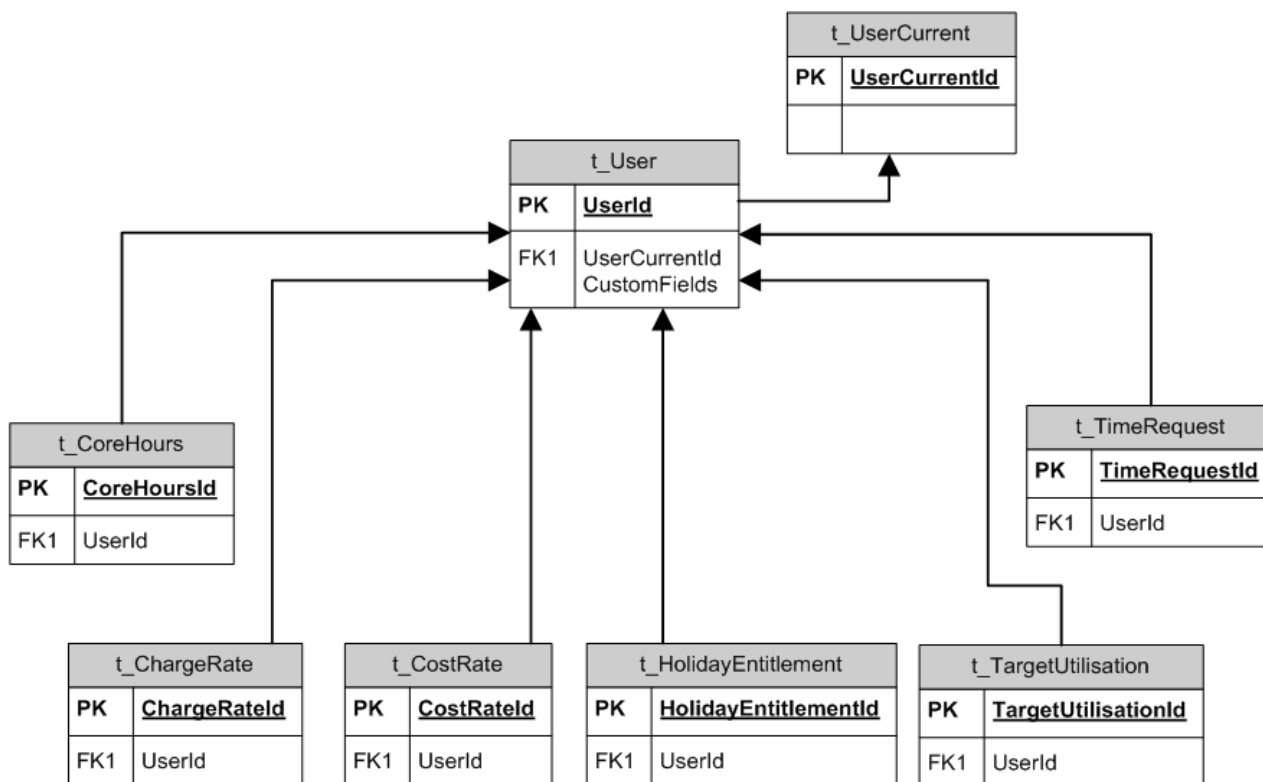 t_UserCurrent
PK UserCurrentId
t_User
PK UserId
FK1 UserCurrentId
CustomFields
t_CoreHours
PK CoreHoursId
FK1 UserId
t_TimeRequest
PK TimeRequestId
FK1 UserId
t_ChargeRate
PK ChargeRateId
FK1 UserId
t_CostRate
PK CostRateId
FK1 UserId
t_HolidayEntitlement
PK HolidayEntitlementId
FK1 UserId
t_TargetUtilisation
PK TargetUtilisationId
FK1 UserId